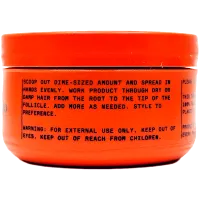 SCOOP OUT DIME-SIZED AMOUNT AND SPREAD IN
HANDS EVENLY. WORK PRODUCT THROUGH DRY OR
DAMP HAIR FROM THE ROOT TO THE TIP OF THE
FOLLICLE. ADD MORE AS NEEDED. STYLE TO
PREFERENCE.
WARNING: FOR EXTERNAL USE ONLY. KEEP OUT OF
EYES. KEEP OUT OF REACH FROM CHILDREN.